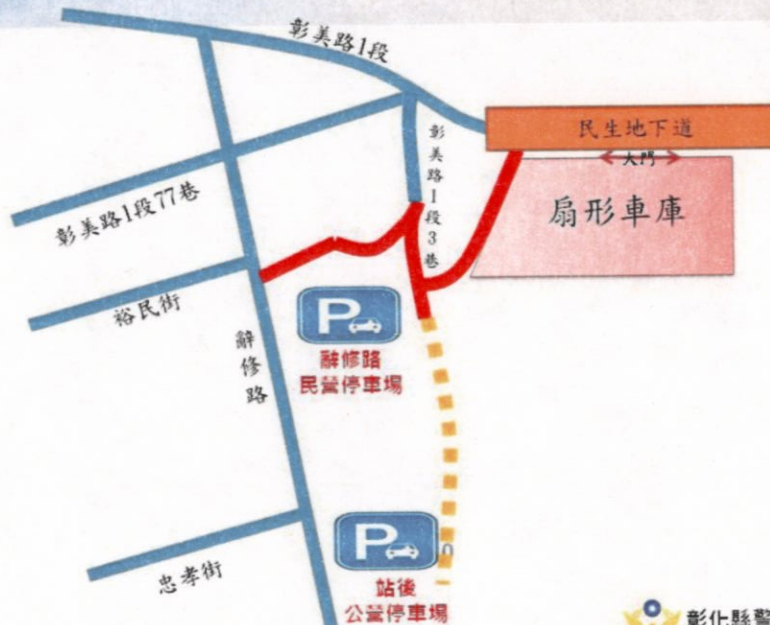 彰美路1段
民生地下道
大門
扇形車庫
彰美路1段3巷
彰美路1段77巷
裕民街
辭修路
P
辭修路
民營停車場
忠孝街
P
站後
公營停車場
彰化縣警